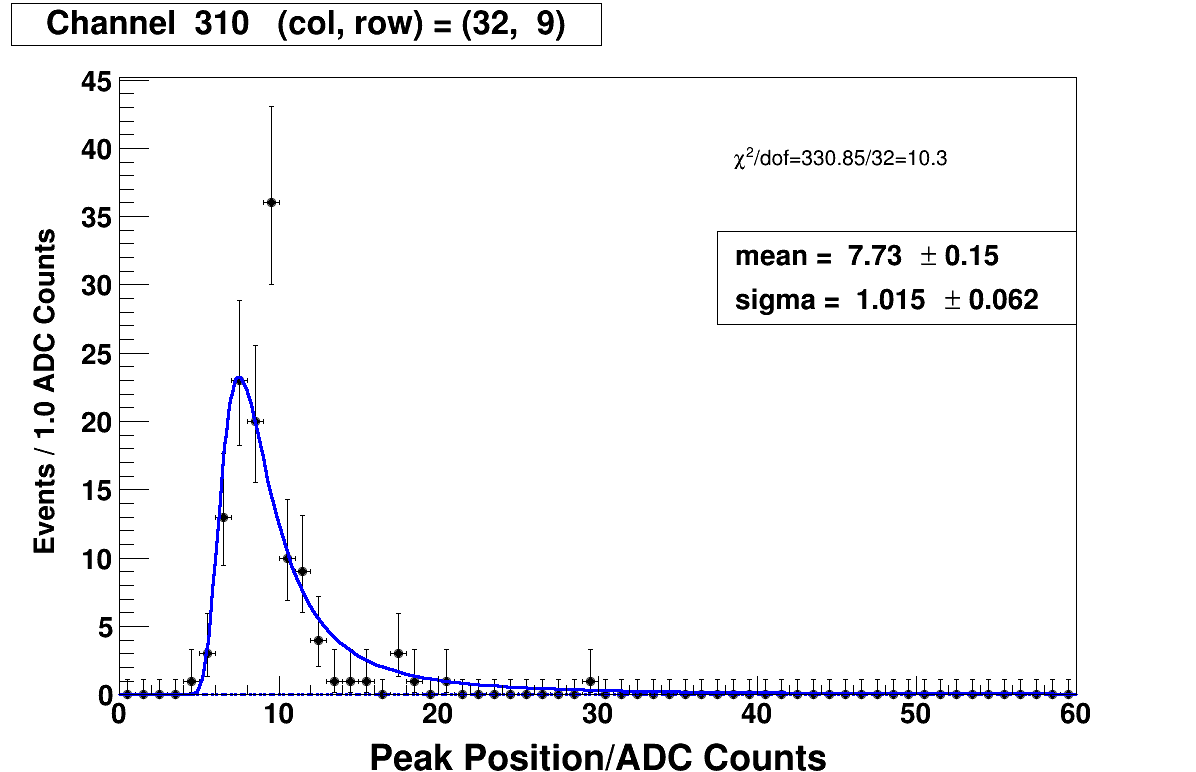 Channel  310   (col, row) = (32,  9)
45
40
35
30
25
20
15
10
5
0
Events / 1.0 ADC Counts
χ²/dof=330.85/32=10.3
mean =  7.73  ± 0.15
sigma =  1.015  ± 0.062
0 10 20 30 40 50 60
Peak Position/ADC Counts